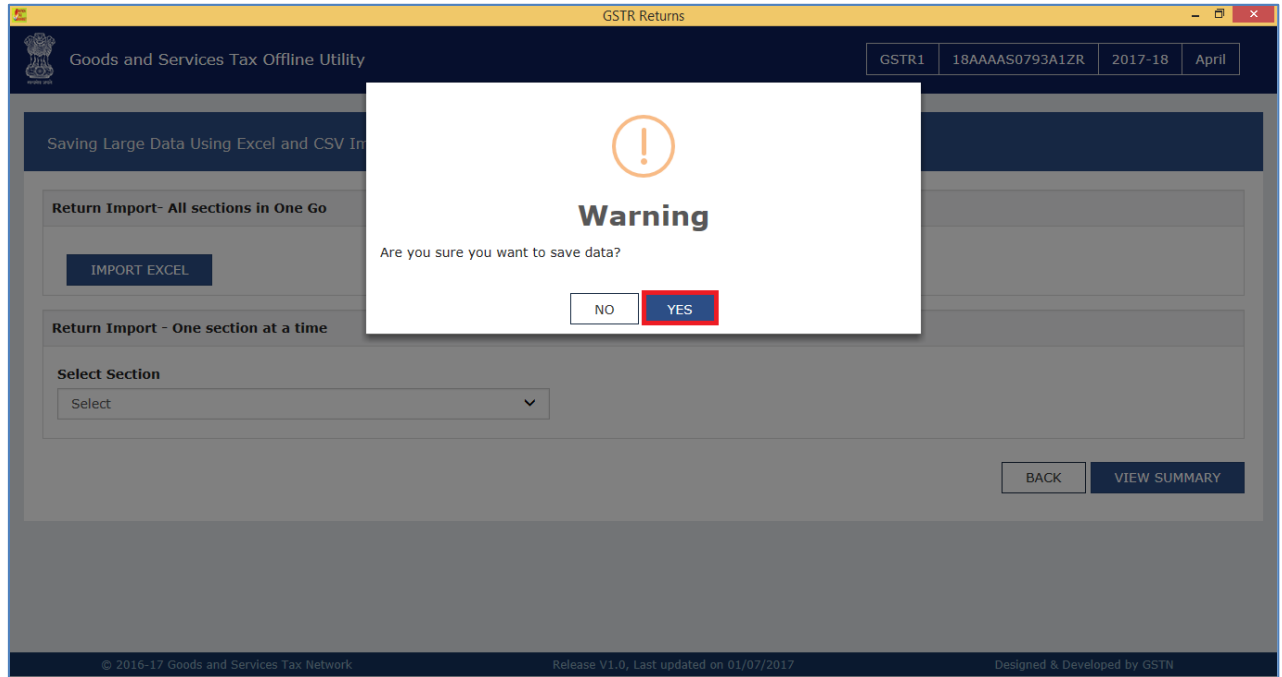 GSTR Returns
Goods and Services Tax Offline Utility
GSTR1 18AAAAS0793A1ZR 2017-18 April
Saving Large Data Using Excel and CSV Im
Warning
Are you sure you want to save data?
NO YES
Return Import- All sections in One Go
IMPORT EXCEL
Return Import - One section at a time
Select Section
Select
BACK VIEW SUMMARY
© 2016-17 Goods and Services Tax Network Release V1.0, Last updated on 01/07/2017 Designed & Developed by GSTN